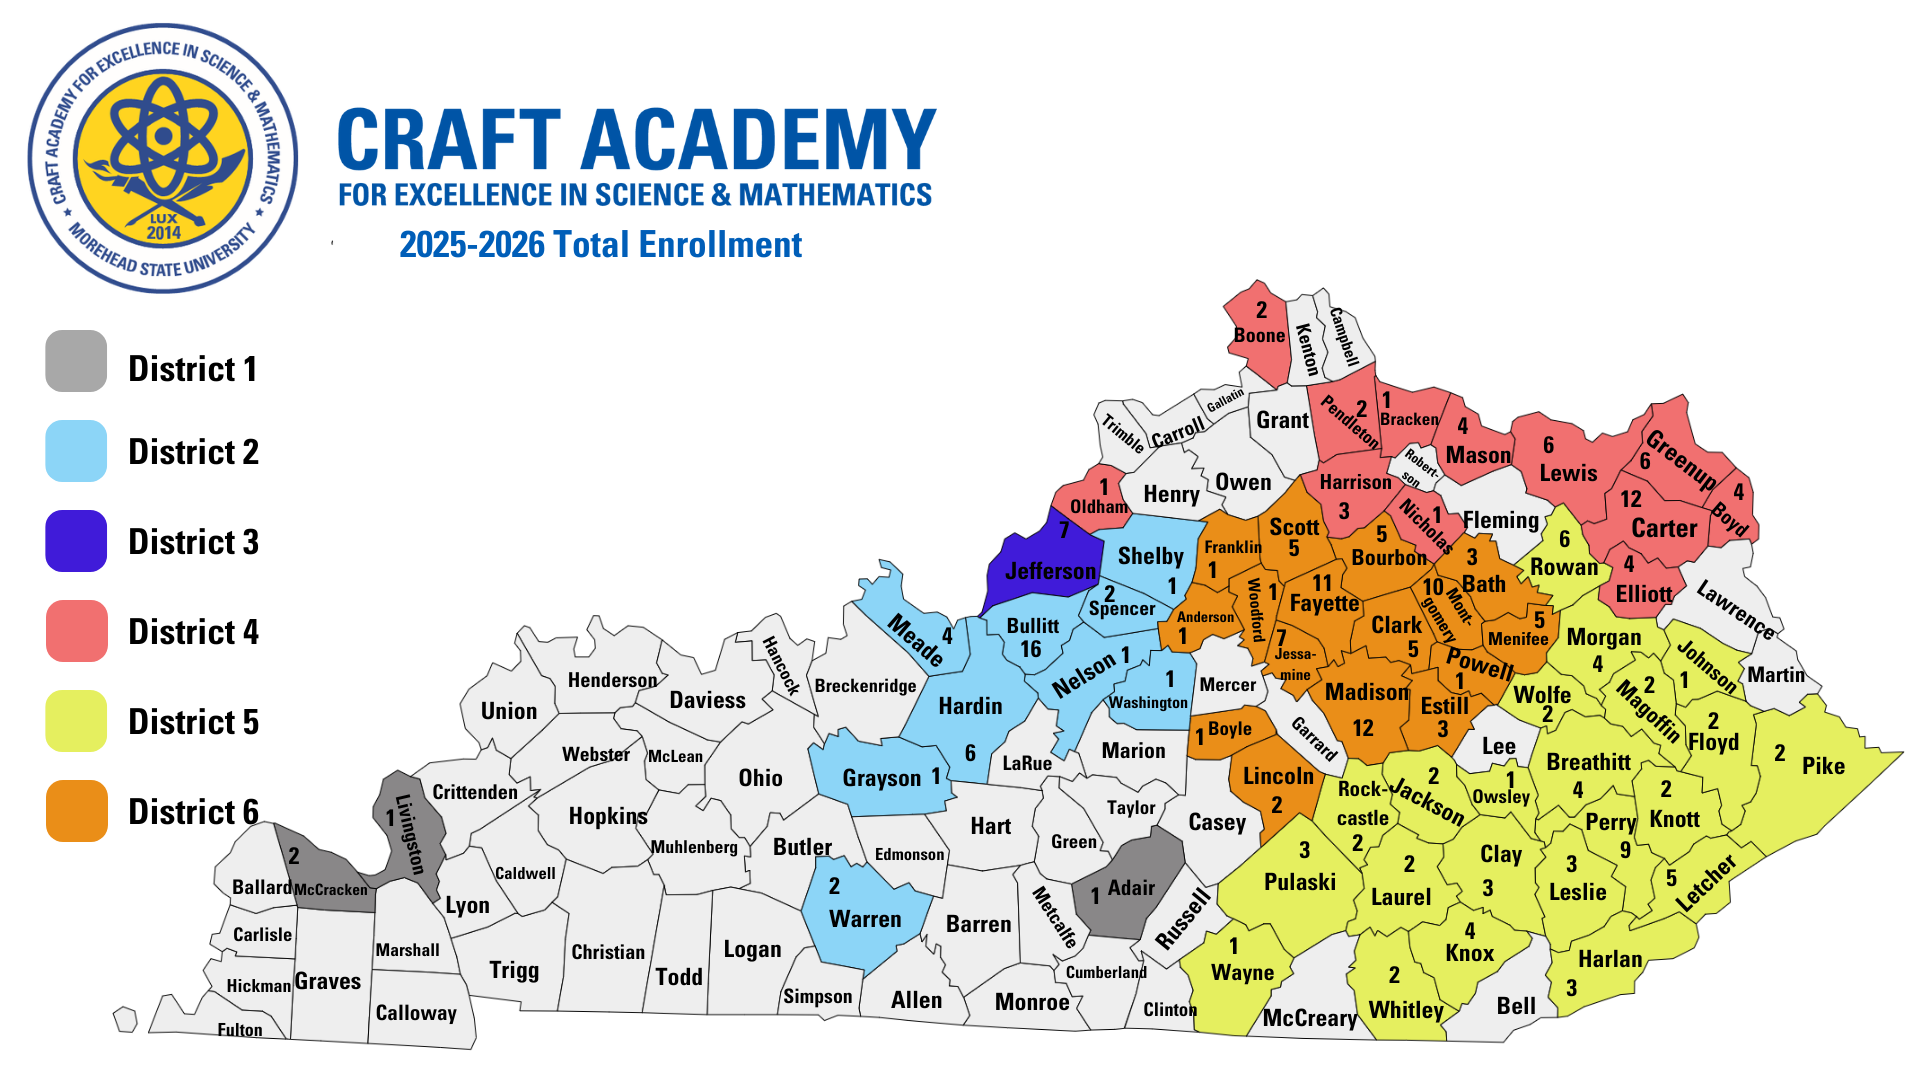 CRAFT ACADEMY FOR EXCELLENCE IN SCIENCE & MATHEMATICS
★ MOREHEAD STATE UNIVERSITY ★
LUX
2014
CRAFT ACADEMY
FOR EXCELLENCE IN SCIENCE & MATHEMATICS
2025-2026 Total Enrollment
District 1
District 2
District 3
District 4
District 5
District 6
2
Boone
Kenton
Campbell
Gallatin
Grant
Pendleton
2
1
Bracken
4
Mason
Robert-
son
Trimble
Carroll
Owen
Henry
1
Oldham
Harrison
3
Nicholas
1
Fleming
6
Lewis
Greenup
6
12
Carter
4
Boyd
4
Elliott
6
Rowan
Lawrence
Martin
7
Jefferson
Shelby
1
2
Spencer
Bullitt
16
Franklin
1
Scott
5
5
Bourbon
3
Bath
10
Mont-
gomery
11
Fayette
Woodford
1
Anderson
1
Clark
5
5
Menifee
Powell
1
7
Jessa-
mine
Madison
12
Estill
3
Mercer
1 Boyle
Garrard
Lincoln
2
Lee
Morgan
4
Wolfe
2
Magoffin
2
Johnson
1
2
Floyd
2
Pike
Breathitt
4
2
Knott
Perry
9
1
Owsley
2
Jackson
Rock-
castle
2
3
Pulaski
2
Laurel
Clay
3
3
Leslie
5
Letcher
Harlan
3
4
Knox
Bell
2
Whitley
McCreary
1
Wayne
Meade
4
Hardin
6
Nelson 1
1
Washington
Marion
LaRue
Breckenridge
Hancock
Daviess
Henderson
Union
Webster
McLean
Ohio
Grayson 1
Hart
Taylor
Green
Casey
1 Adair
Russell
Metcalfe
Barren
Edmonson
Butler
2
Warren
Muhlenberg
Hopkins
Crittenden
Caldwell
Lyon
1
Livingston
2
McCracken
Ballard
Carlisle
Hickman
Fulton
Graves
Marshall
Calloway
Trigg
Christian
Todd
Logan
Simpson
Allen
Monroe
Cumberland
Clinton